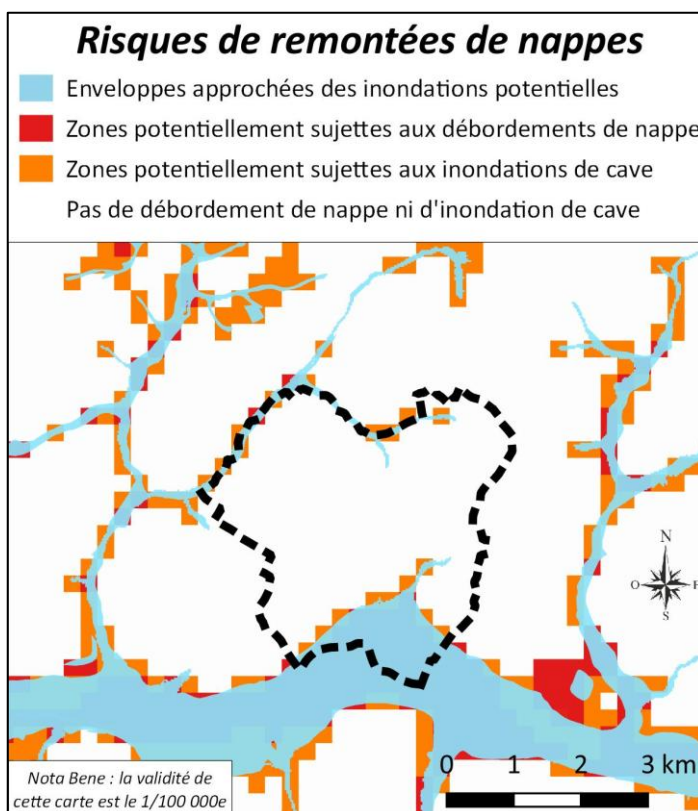 Risques de remontées de nappes
Enveloppes approchées des inondations potentielles
Zones potentiellement sujettes aux débordements de nappe
Zones potentiellement sujettes aux inondations de cave
Pas de débordement de nappe ni d'inondation de cave
N
O E
S
0 1 2 3 km
Nota Bene : la validité de
cette carte est le 1/100 000e